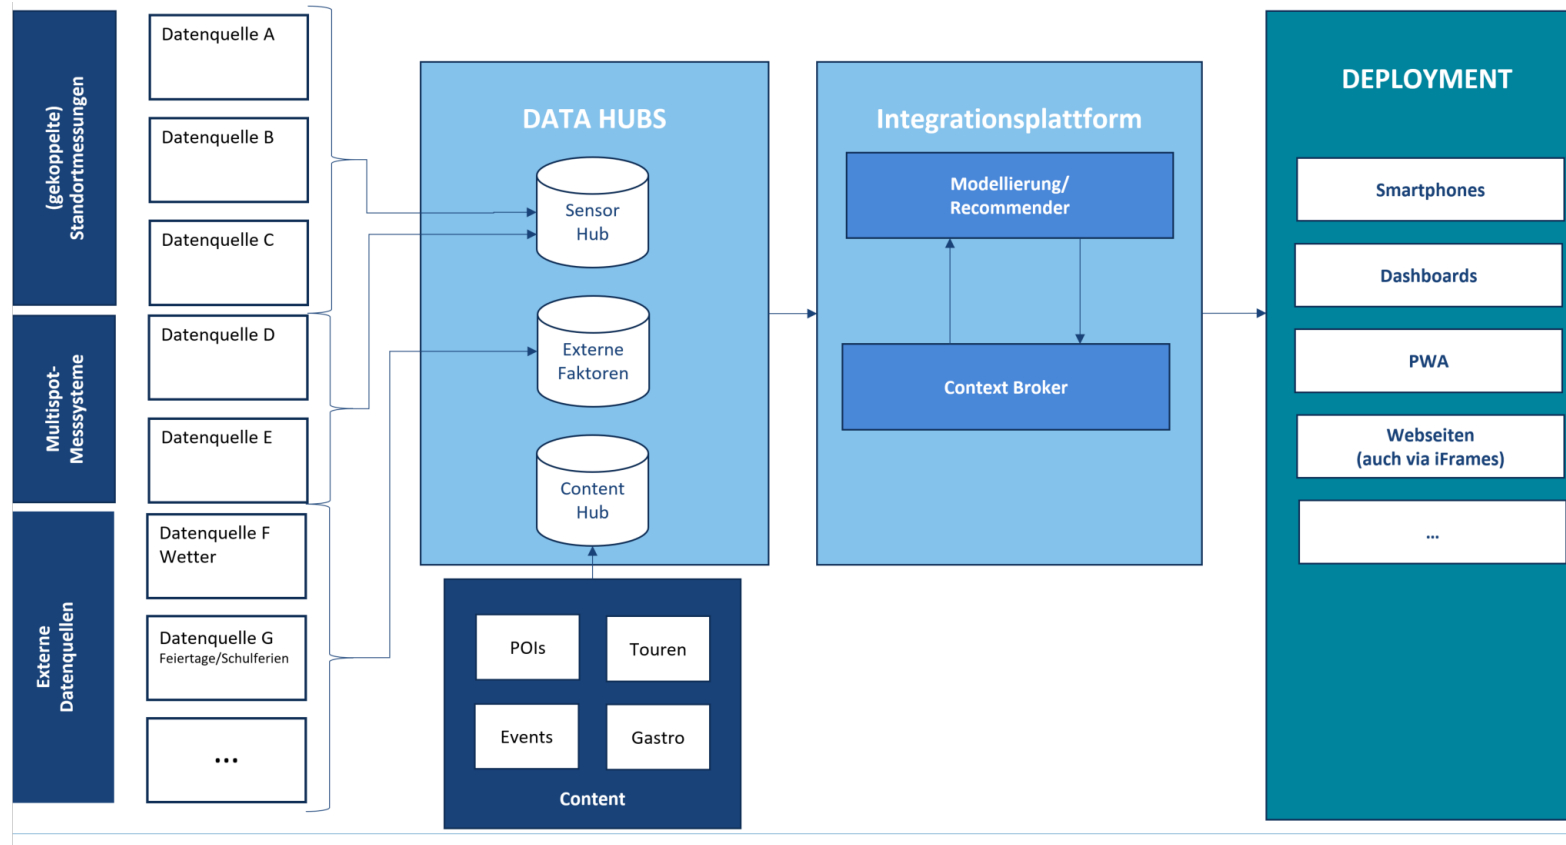 (gekoppelte)
Standortmessungen
Datenquelle A
Datenquelle B
Datenquelle C
Multispot-
Messsysteme
Datenquelle D
Datenquelle E
Externe
Datenquellen
Datenquelle F
Wetter
Datenquelle G
Feiertage/Schulferien
...
DATA HUBS
Sensor
Hub
Externe
Faktoren
Content
Hub
POIs
Touren
Events
Gastro
Content
Integrationsplattform
Modellierung/
Recommender
Context Broker
DEPLOYMENT
Smartphones
Dashboards
PWA
Webseiten
(auch via iFrames)
...